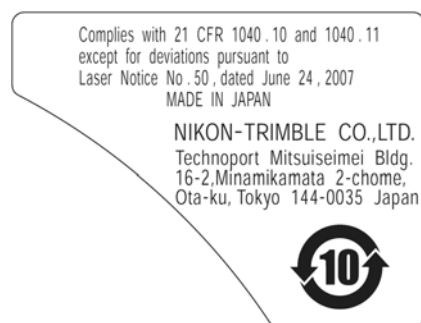 Complies with 21 CFR 1040.10 and 1040.11
except for deviations pursuant to
Laser Notice No.50, dated June 24, 2007
MADE IN JAPAN
NIKON-TRIMBLE CO.,LTD.
Technoport Mitsuiseimei Bldg.
16-2,Minamikamata 2-chome,
Ota-ku, Tokyo 144-0035 Japan
10